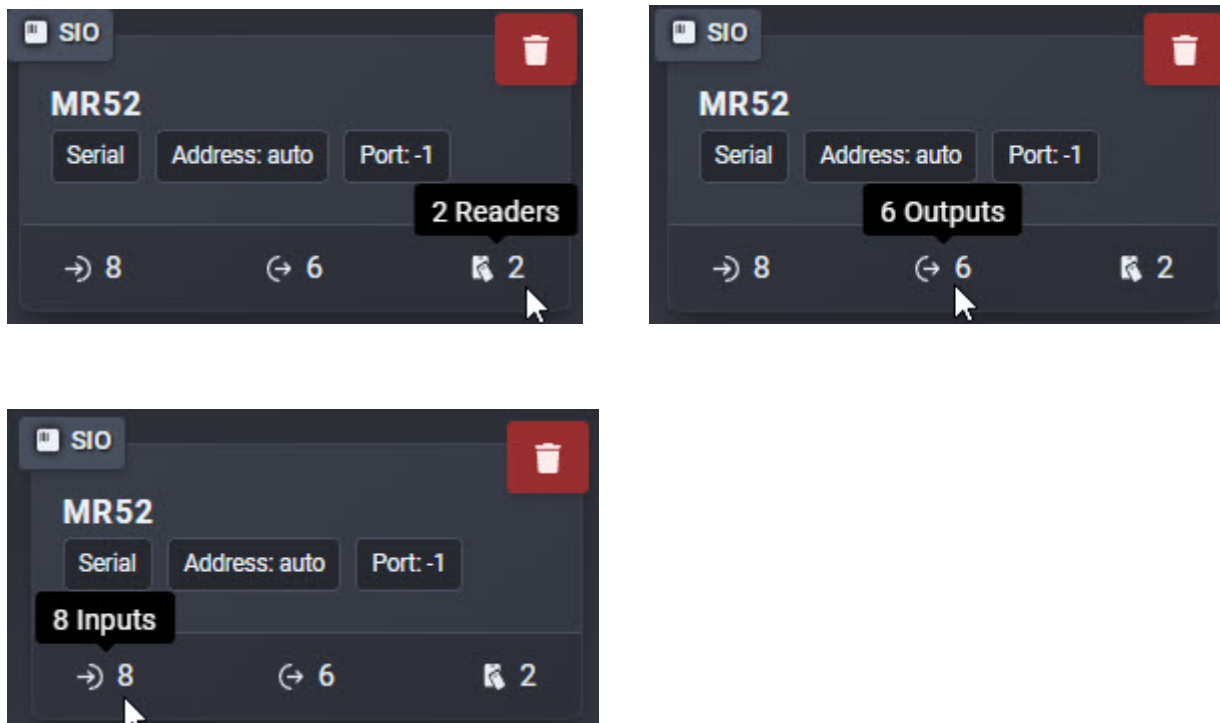 SIO
MR52
Serial Address: auto Port: -1
2 Readers
8 6 2
SIO
MR52
Serial Address: auto Port: -1
6 Outputs
8 6 2
SIO
MR52
Serial Address: auto Port: -1
8 Inputs
8 6 2